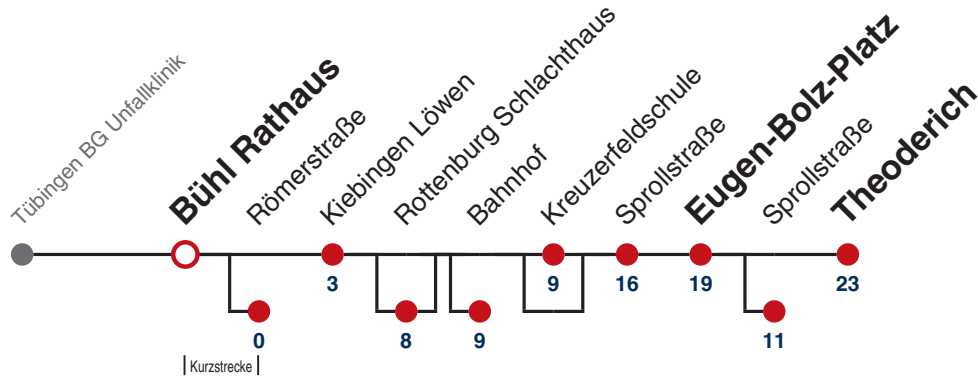 Tübingen BG Unfallklinik
Bühl Rathaus
Römerstraße
Kiebingen Löwen
Rottenburg Schlachthaus
Bahnhof
Kreuzerfeldschule
Sprollstraße
Eugen-Bolz-Platz
Sprollstraße
Theoderich
3
9
16
19
23
0
8
9
11
Kurzstrecke